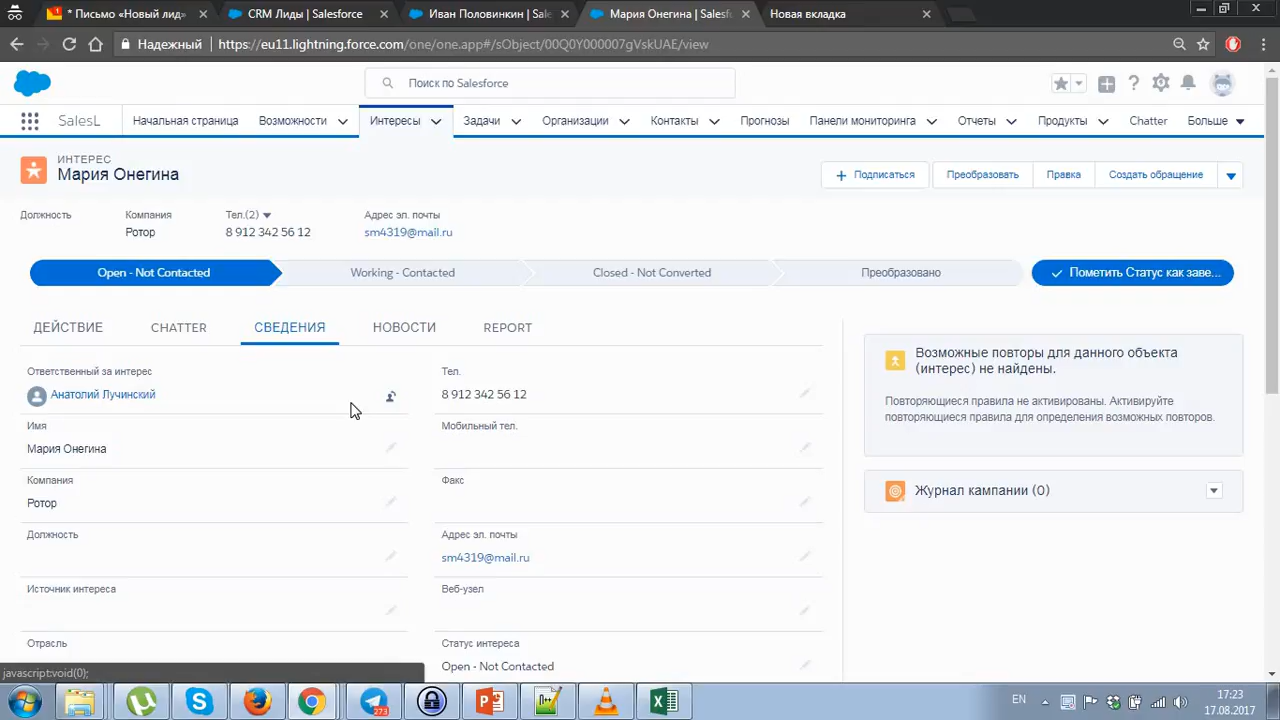 * Письмо «Новый лид»
CRM Лиды | Salesforce
Иван Половинкин | Sale
Мария Онегина | Salesf
Новая вкладка
Надежный
https://eu11.lightning.force.com/one/one.app#/sObject/00Q0Y000007gVskUAE/view
Поиск по Salesforce
SalesL
Начальная страница
Возможности
Интересы
Задачи
Организации
Контакты
Прогнозы
Панели мониторинга
Отчеты
Продукты
Chatter
Больше
ИНТЕРЕС
Мария Онегина
Подписаться
Преобразовать
Правка
Создать обращение
Должность
Компания
Тел.(2)
Адрес эл. почты
Ротор
8 912 342 56 12
sm4319@mail.ru
Open - Not Contacted
Working - Contacted
Closed - Not Converted
Преобразовано
Пометить Статус как заве...
ДЕЙСТВИЕ
CHATTER
СВЕДЕНИЯ
НОВОСТИ
REPORT
Ответственный за интерес
Анатолий Лучинский
Тел.
8 912 342 56 12
Имя
Мария Онегина
Мобильный тел.
Компания
Ротор
Факс
Должность
Адрес эл. почты
sm4319@mail.ru
Источник интереса
Веб-узел
Отрасль
Статус интереса
Open - Not Contacted
Возможные повторы для данного объекта
(интерес) не найдены.
Повторяющиеся правила не активированы. Активируйте
повторяющиеся правила для определения возможных повторов.
Журнал кампании (0)
javascript:void(0);
273
EN
17:23
17.08.2017